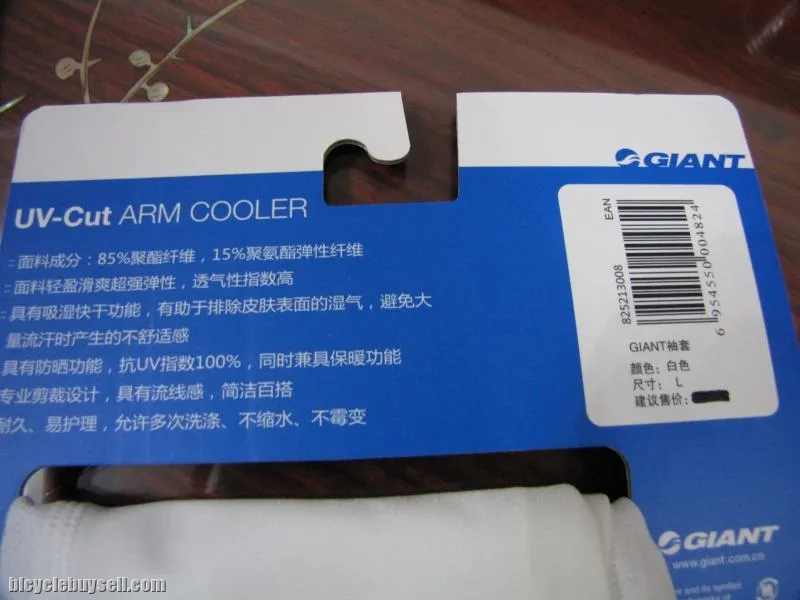 GIANT
UV-Cut ARM COOLER
:: 面料成分：85%聚酯纤维，15%聚氨酯弹性纤维
:: 面料轻盈滑爽超强弹性，透气性指数高
:: 具有吸湿快干功能，有助于排除皮肤表面的湿气，避免大
量流汗时产生的不舒适感
具有防晒功能，抗UV指数100%，同时兼具保暖功能
专业剪裁设计，具有流线感，简洁百搭
耐久、易护理，允许多次洗涤、不缩水、不霉变
EAN
825213008
6954550004824
GIANT袖套
颜色：白色
尺寸：L
建议售价：
GIANT
www.giant.com.cn
and its symbol
bicyclebuysell.com